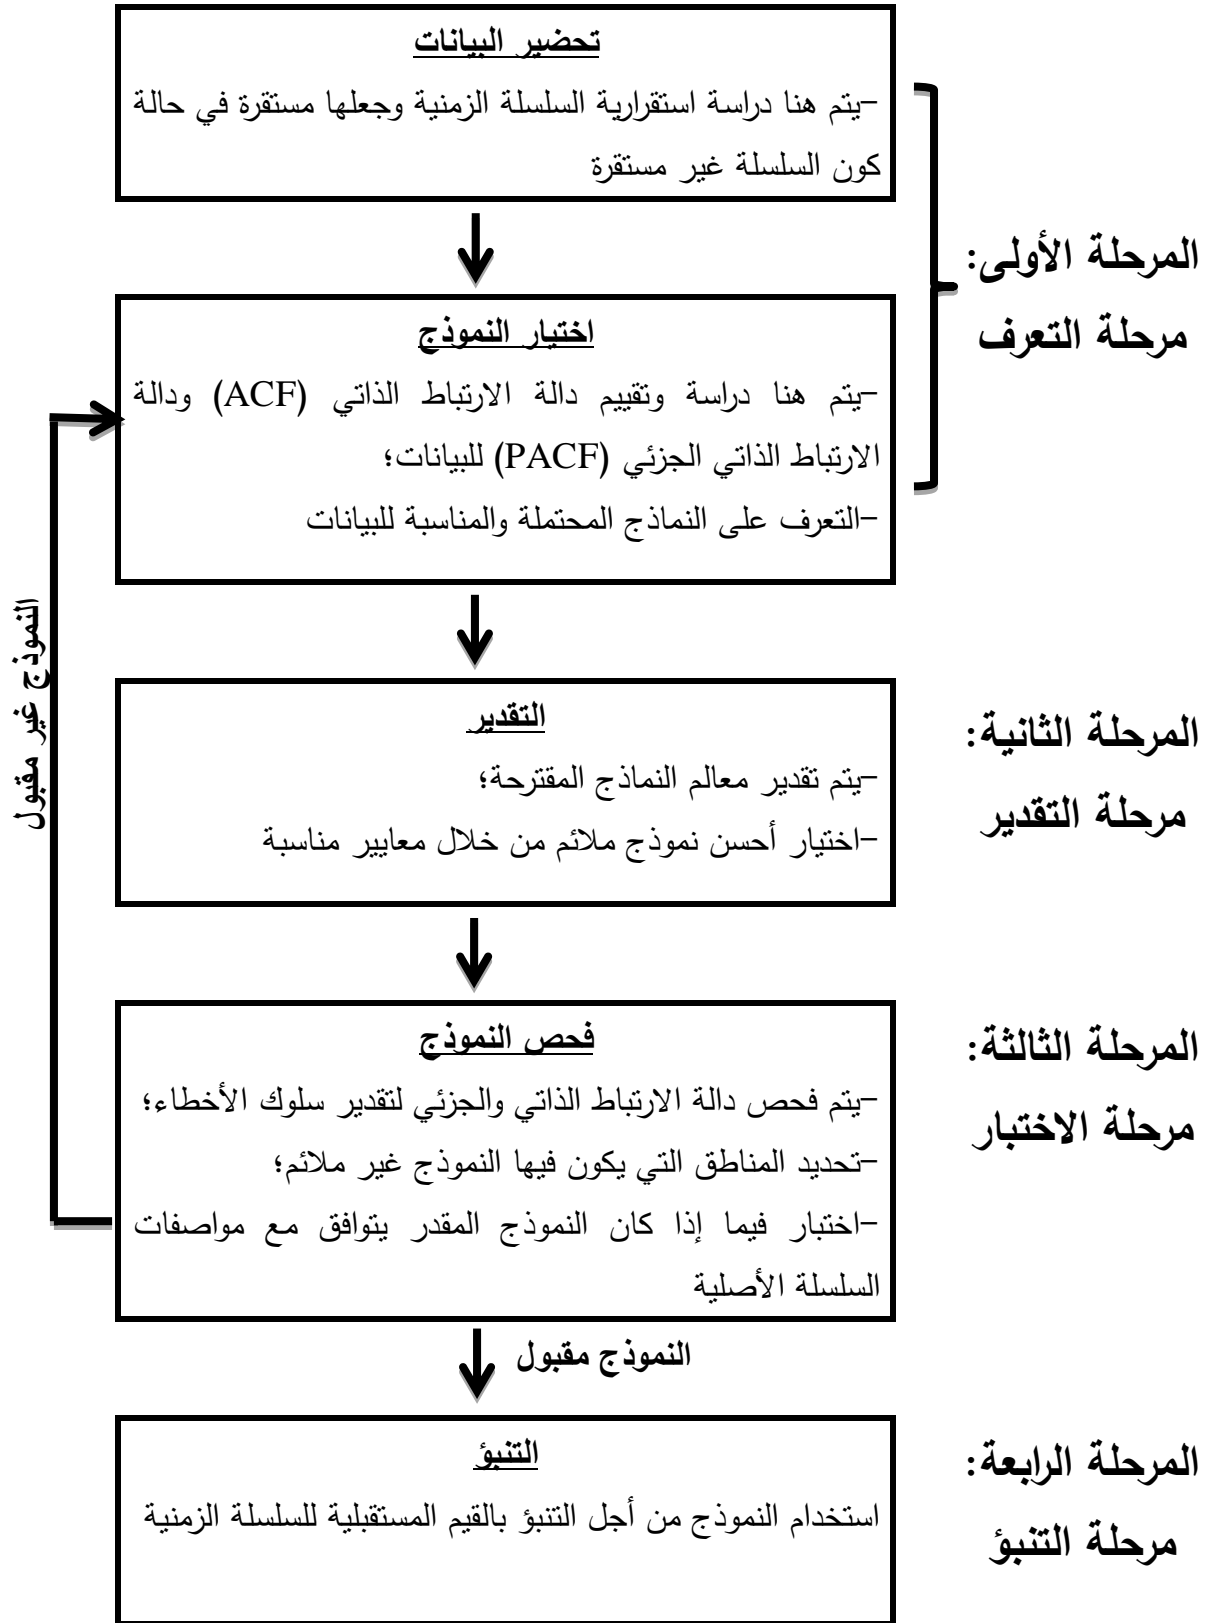 تحضير البيانات
-يتم هنا دراسة استقرارية السلسلة الزمنية وجعلها مستقرة في حالة
كون السلسلة غير مستقرة
المرحلة الأولى:
مرحلة التعرف
اختيار النموذج
-يتم هنا دراسة وتقييم دالة الارتباط الذاتي (ACF) ودالة
الارتباط الذاتي الجزئي (PACF) للبيانات؛
-التعرف على النماذج المحتملة والمناسبة للبيانات
النموذج غير مقبول
المرحلة الثانية:
مرحلة التقدير
التقدير
-يتم تقدير معالم النماذج المقترحة؛
-اختيار أحسن نموذج ملائم من خلال معايير مناسبة
المرحلة الثالثة:
مرحلة الاختبار
فحص النموذج
-يتم فحص دالة الارتباط الذاتي والجزئي لتقدير سلوك الأخطاء؛
-تحديد المناطق التي يكون فيها النموذج غير ملائم؛
-اختبار فيما إذا كان النموذج المقدر يتوافق مع مواصفات
السلسلة الأصلية
النموذج مقبول
المرحلة الرابعة:
مرحلة التنبؤ
التنبؤ
استخدام النموذج من أجل التنبؤ بالقيم المستقبلية للسلسلة الزمنية